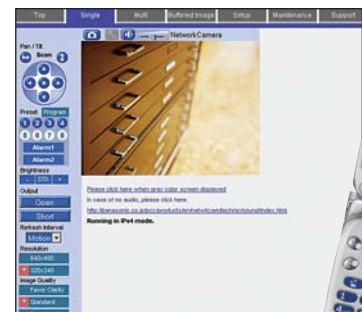 Top Single Multi Buffered Image Setup Maintenance Support
NetworkCamera
Pan / Tilt
Scan
Preset Program
1 2 3 4
5 6 7 8
Alarm1
Alarm2
Brightness
- STD +
Output
Open
Short
Refresh Interval
Motion
Resolution
640x480
320x240
Image Quality
Favor Clarity
Standard
Please click here when grey color screen displayed
In case of no audio, please click here.
Running in IPv4 mode.